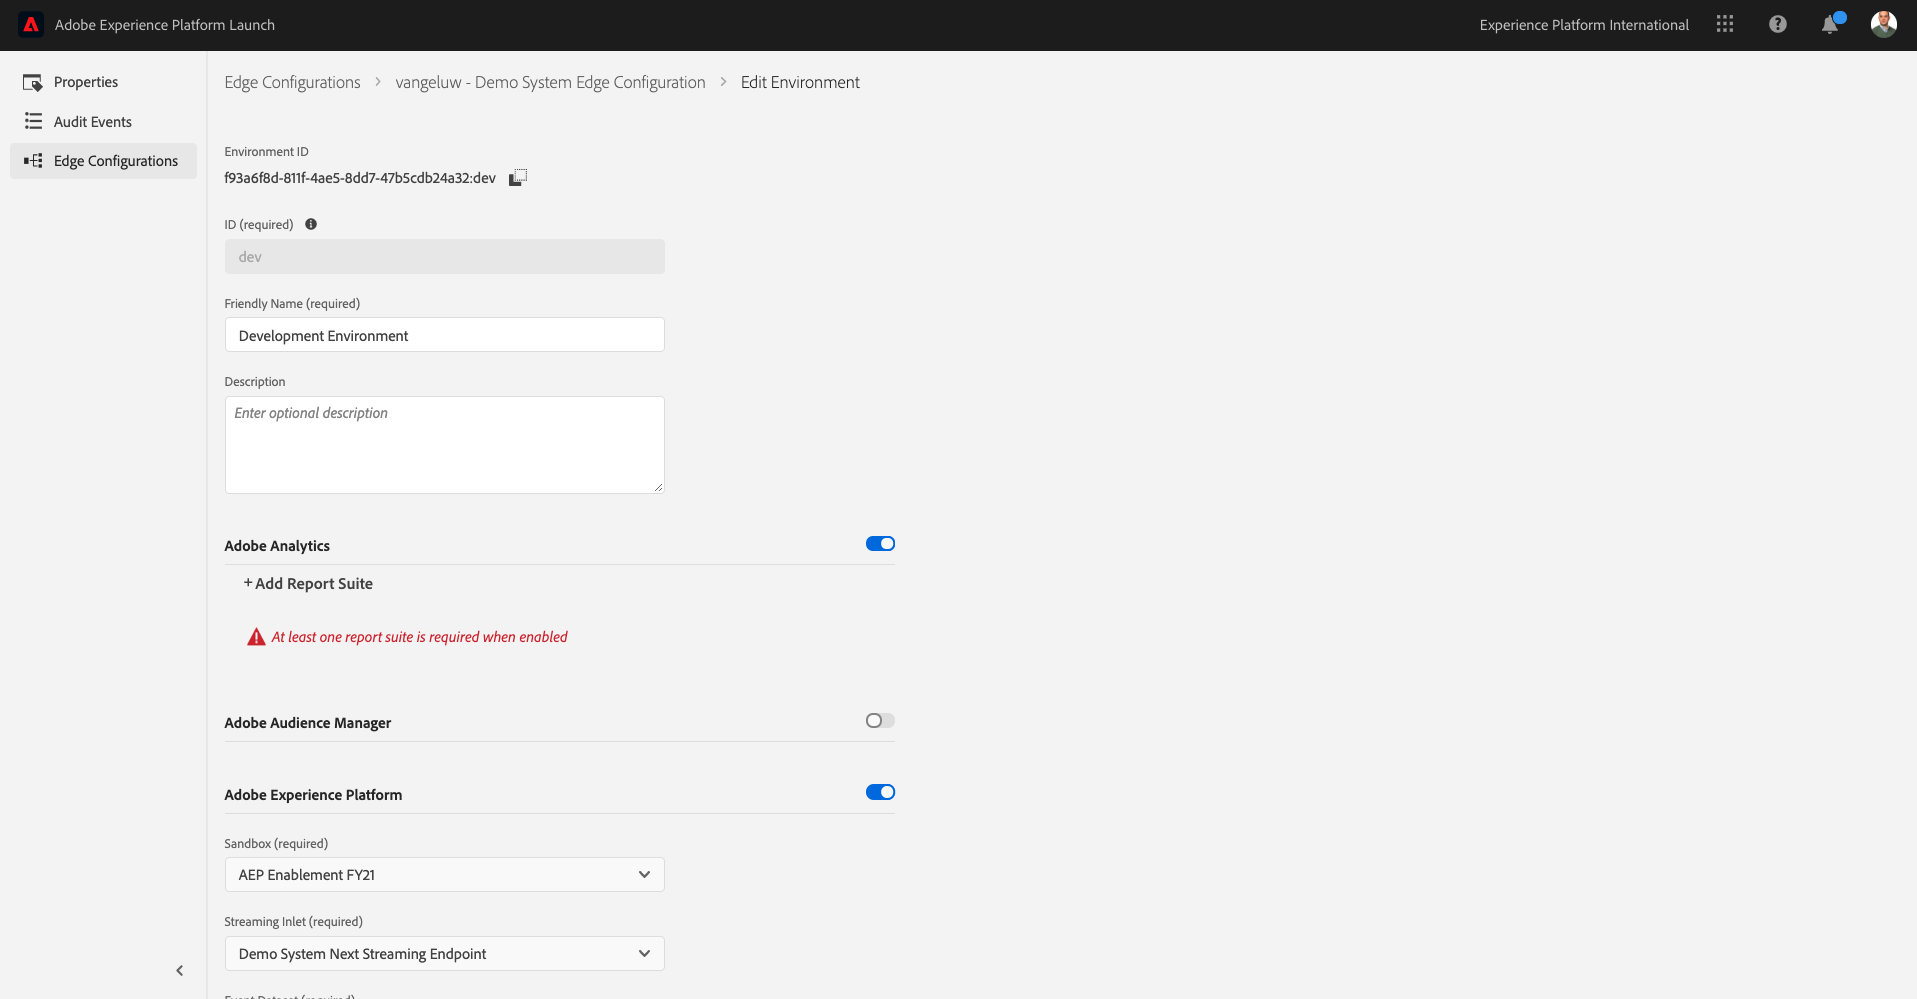 Adobe Experience Platform Launch
Experience Platform International
Properties
Audit Events
Edge Configurations
Edge Configurations > vangeluw - Demo System Edge Configuration > Edit Environment
Environment ID
f93a6f8d-811f-4ae5-8dd7-47b5cdb24a32:dev
ID (required)
dev
Friendly Name (required)
Development Environment
Description
Enter optional description
Adobe Analytics
+ Add Report Suite
At least one report suite is required when enabled
Adobe Audience Manager
Adobe Experience Platform
Sandbox (required)
AEP Enablement FY21
Streaming Inlet (required)
Demo System Next Streaming Endpoint
Event Dataset (required)